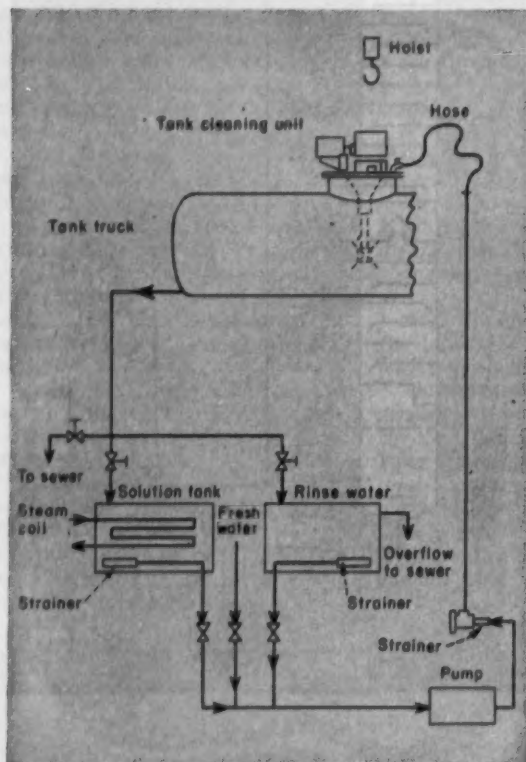 Hoist
Hose
Tank cleaning unit
Tank truck
To sewer
Solution tank
Rinse water
Steam
coil
Fresh
water
Overflow
to sewer
Strainer
Strainer
Strainer
Pump